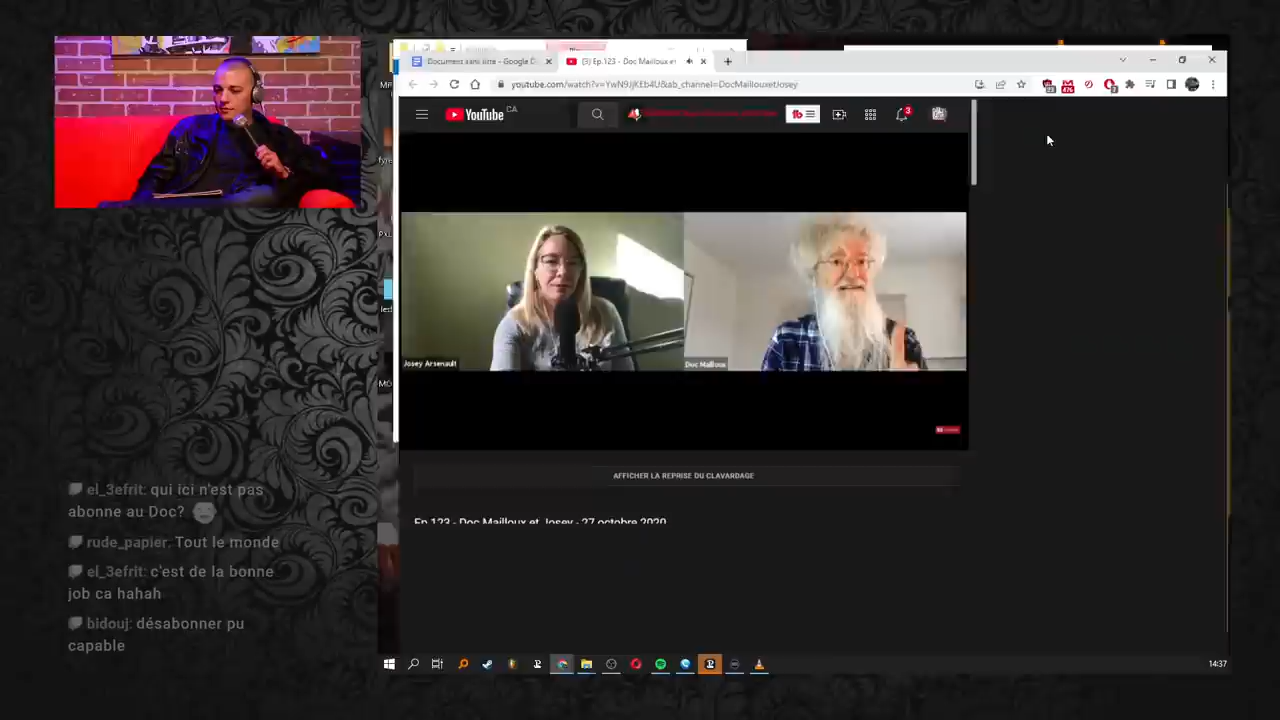 Document sans titre - Google D
(3) Ep.123 - Doc Mailloux et
youtube.com/watch?v=YwN9JjKEb4U&ab_channel=DocMaillouxetJosey
YouTube
CA
3
Josey Arsenault
Doc Mailloux
AFFICHER LA REPRISE DU CLAVARDAGE
Ep.123 - Doc Mailloux et Josey - 27 octobre 2020
el_3efrit: qui ici n'est pas
abonne au Doc?
rude_papier: Tout le monde
el_3efrit: c'est de la bonne
job ca hahah
bidouj: désabonner pu
capable
14:37